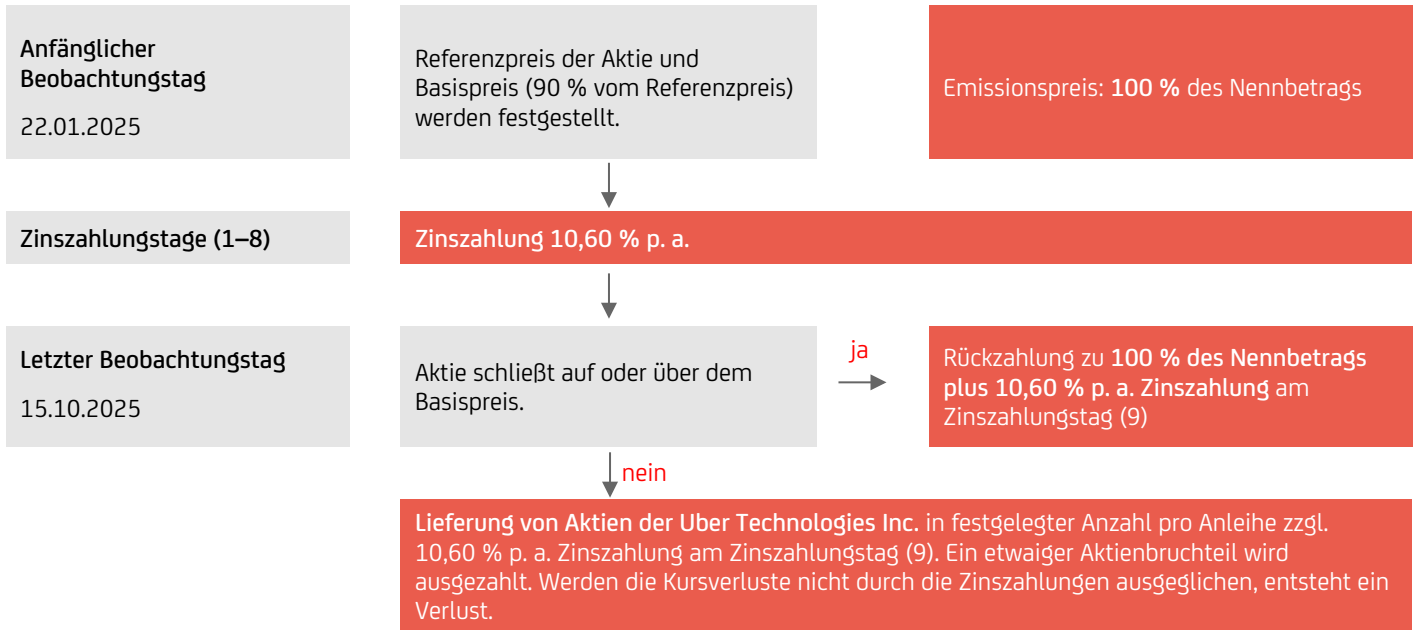 Anfänglicher
Beobachtungstag
22.01.2025
Referenzpreis der Aktie und
Basispreis (90 % vom Referenzpreis)
werden festgestellt.
Emissionspreis: 100 % des Nennbetrags
Zinszahlungstage (1–8)
Zinszahlung 10,60 % p. a.
Letzter Beobachtungstag
15.10.2025
Aktie schließt auf oder über dem
Basispreis.
ja
Rückzahlung zu 100 % des Nennbetrags
plus 10,60 % p. a. Zinszahlung am
Zinszahlungstag (9)
nein
Lieferung von Aktien der Uber Technologies Inc. in festgelegter Anzahl pro Anleihe zzgl.
10,60 % p. a. Zinszahlung am Zinszahlungstag (9). Ein etwaiger Aktienbruchteil wird
ausgezahlt. Werden die Kursverluste nicht durch die Zinszahlungen ausgeglichen, entsteht ein
Verlust.